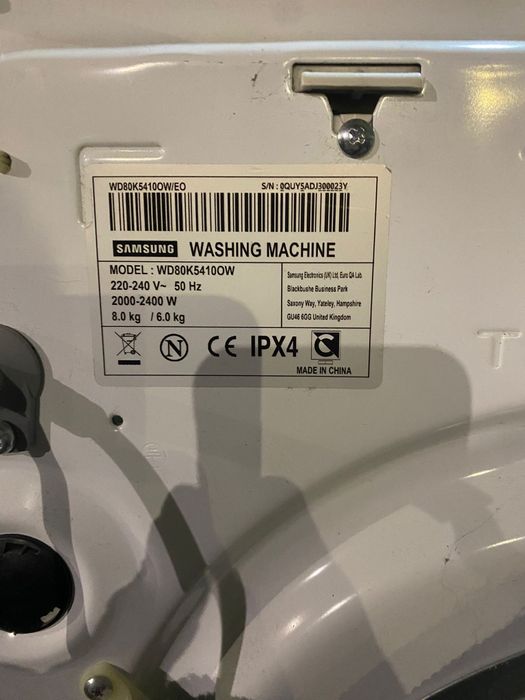 WD80K5410OW/EO S/N : 0QUY5ADJ300023Y
SAMSUNG WASHING MACHINE
MODEL : WD80K5410OW
220-240 V~ 50 Hz
2000-2400 W
8.0 kg / 6.0 kg
Samsung Electronics (UK) Ltd, Euro QA Lab.
Blackbushe Business Park
Saxony Way, Yateley, Hampshire
GU46 6GG United Kingdom
N CE IPX4
MADE IN CHINA
T